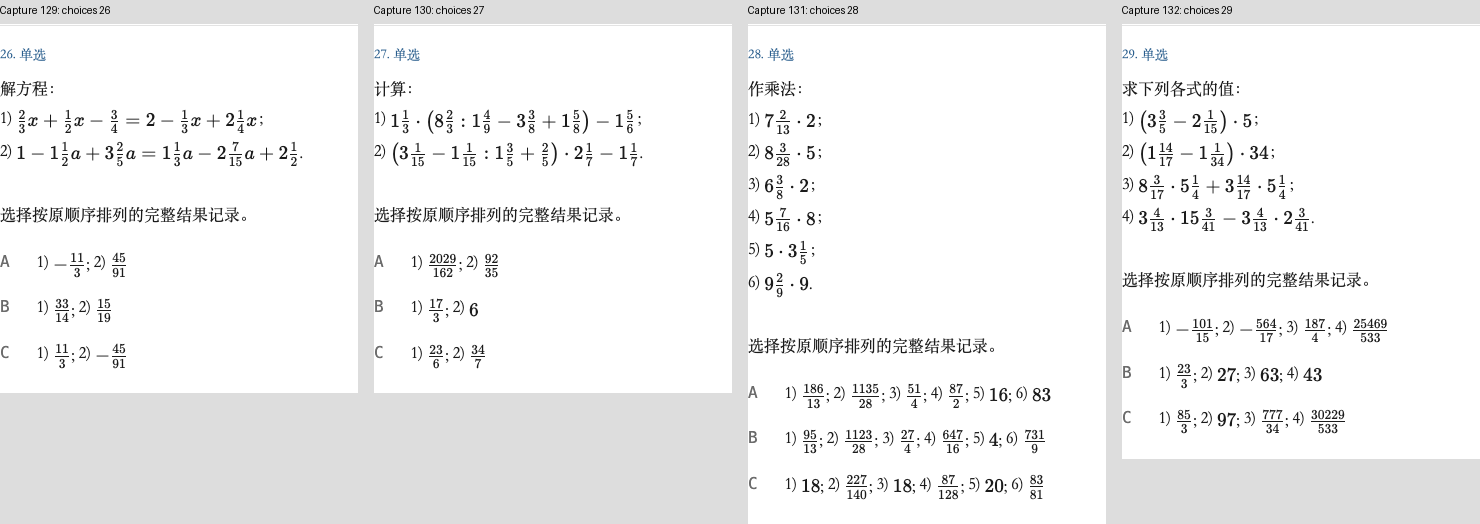 Capture 129: choices 26
26. 单选
解方程：
1) 2/3 x + 1/2 x − 3/4 = 2 − 1/3 x + 2 1/4 x;
2) 1 − 1 1/2 a + 3 2/5 a = 1 1/3 a − 2 7/15 a + 2 1/2.
选择按原顺序排列的完整结果记录。
A 1) −11/3; 2) 45/91
B 1) 33/14; 2) 15/19
C 1) 11/3; 2) −45/91
Capture 130: choices 27
27. 单选
计算：
1) 1 1/3 · (8 2/3 : 1 4/9 − 3 3/8 + 1 5/8) − 1 5/6;
2) (3 1/15 − 1 1/15 : 1 3/5 + 2/5) · 2 1/7 − 1 1/7.
选择按原顺序排列的完整结果记录。
A 1) 2029/162; 2) 92/35
B 1) 17/3; 2) 6
C 1) 23/6; 2) 34/7
Capture 131: choices 28
28. 单选
作乘法：
1) 7 2/13 · 2;
2) 8 3/28 · 5;
3) 6 3/8 · 2;
4) 5 7/16 · 8;
5) 5 · 3 1/5;
6) 9 2/9 · 9.
选择按原顺序排列的完整结果记录。
A 1) 186/13; 2) 1135/28; 3) 51/4; 4) 87/2; 5) 16; 6) 83
B 1) 95/13; 2) 1123/28; 3) 27/4; 4) 647/16; 5) 4; 6) 731/9
C 1) 18; 2) 227/140; 3) 18; 4) 87/128; 5) 20; 6) 83/81
Capture 132: choices 29
29. 单选
求下列各式的值：
1) (3 3/5 − 2 1/15) · 5;
2) (1 14/17 − 1 1/34) · 34;
3) 8 3/17 · 5 1/4 + 3 14/17 · 5 1/4;
4) 3 4/13 · 15 3/41 − 3 4/13 · 2 3/41.
选择按原顺序排列的完整结果记录。
A 1) −101/15; 2) −564/17; 3) 187/4; 4) 25469/533
B 1) 23/3; 2) 27; 3) 63; 4) 43
C 1) 85/3; 2) 97; 3) 777/34; 4) 30229/533